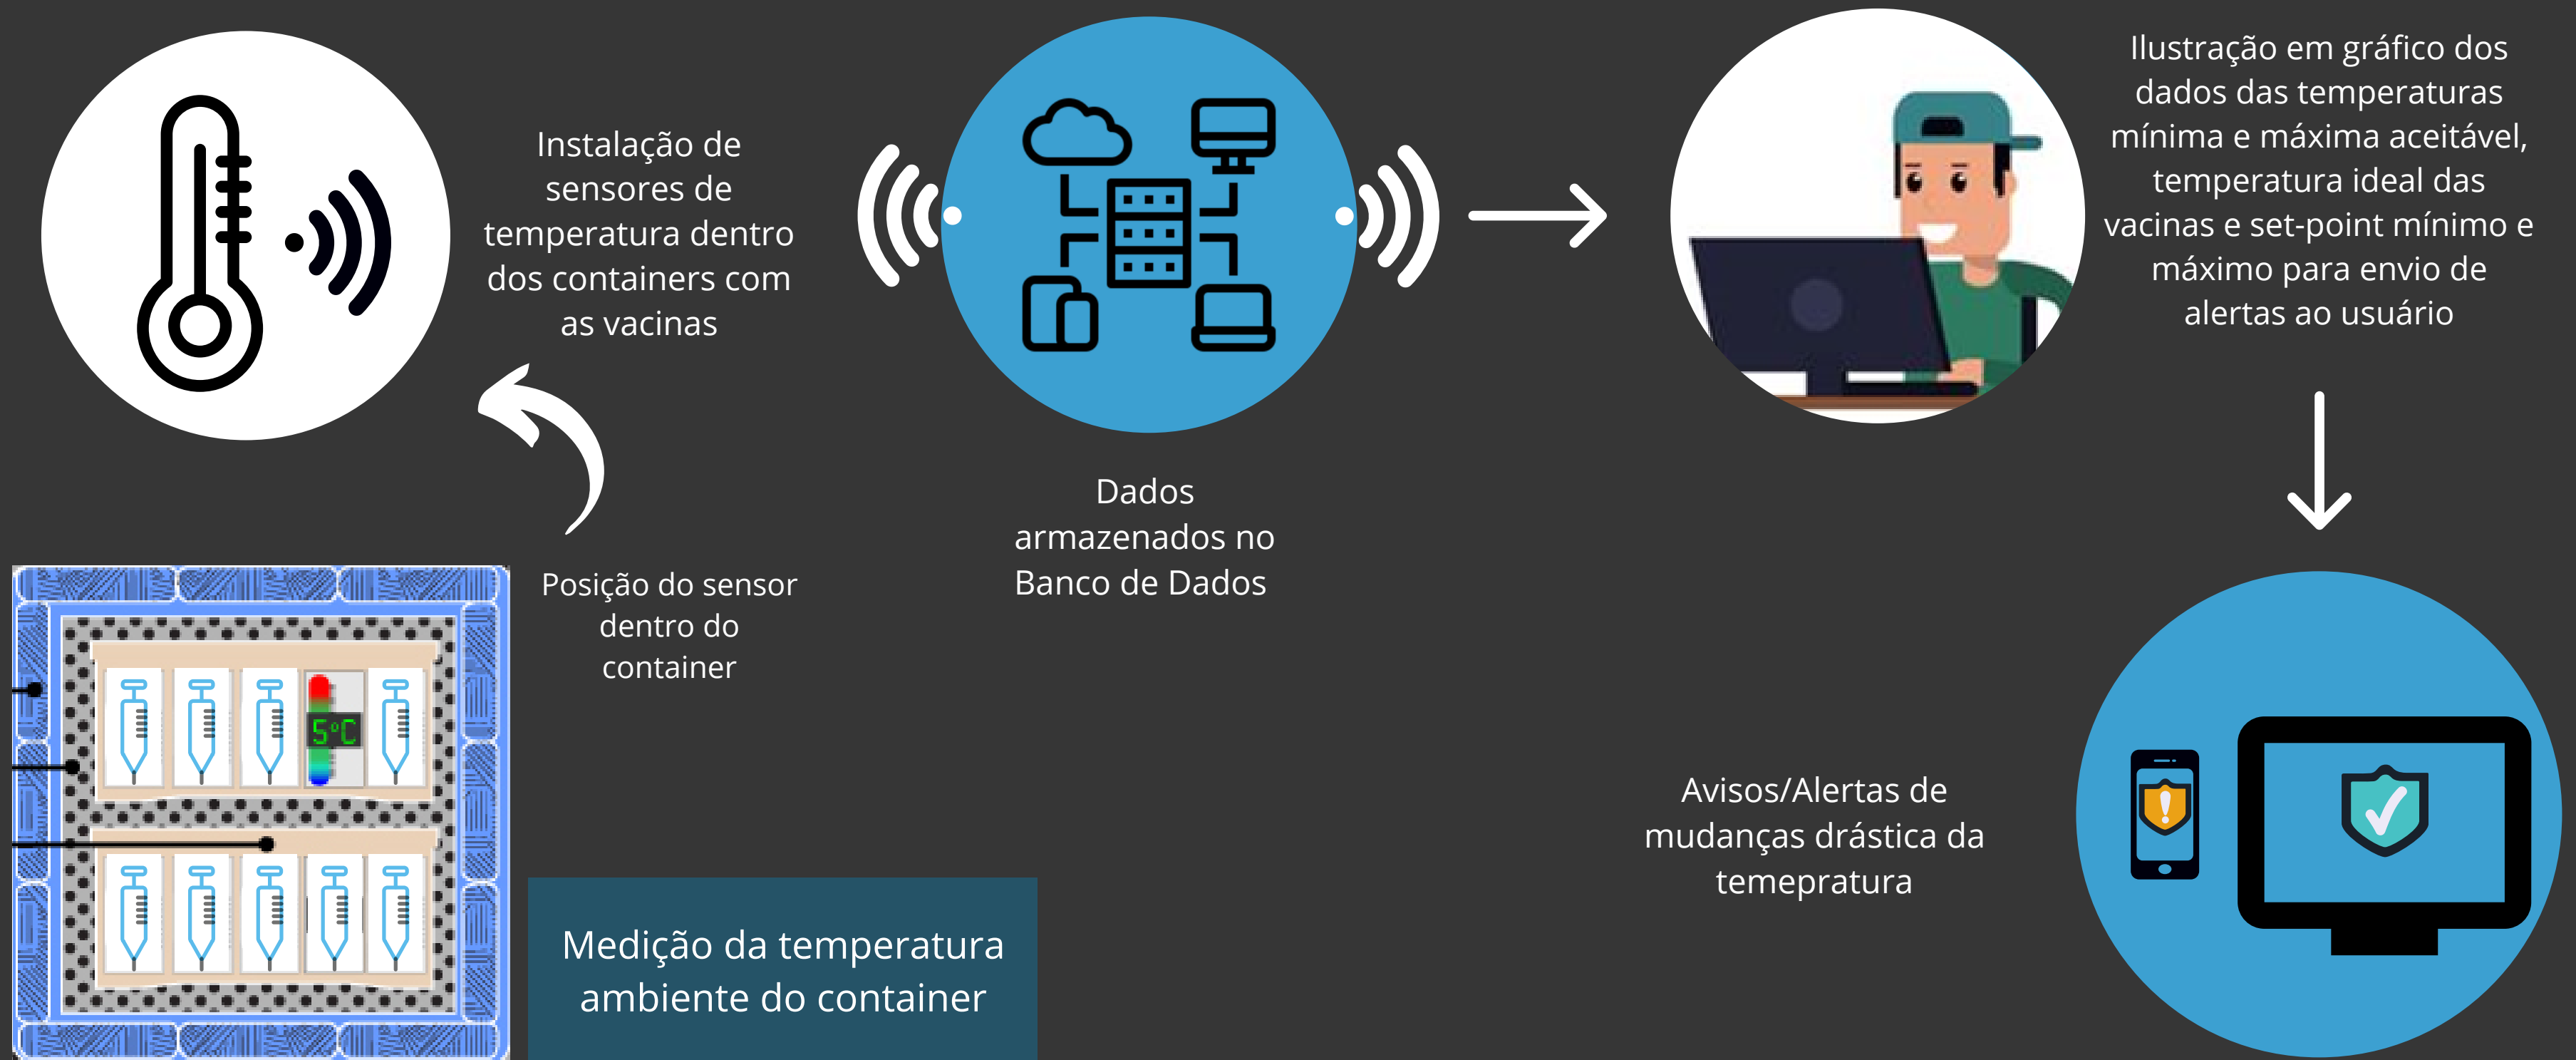 Instalação de
sensores de
temperatura dentro
dos containers com
as vacinas
Posição do sensor
dentro do
container
5ºC
Medição da temperatura
ambiente do container
Dados
armazenados no
Banco de Dados
Ilustração em gráfico dos
dados das temperaturas
mínima e máxima aceitável,
temperatura ideal das
vacinas e set-point mínimo e
máximo para envio de
alertas ao usuário
Avisos/Alertas de
mudanças drástica da
temepratura